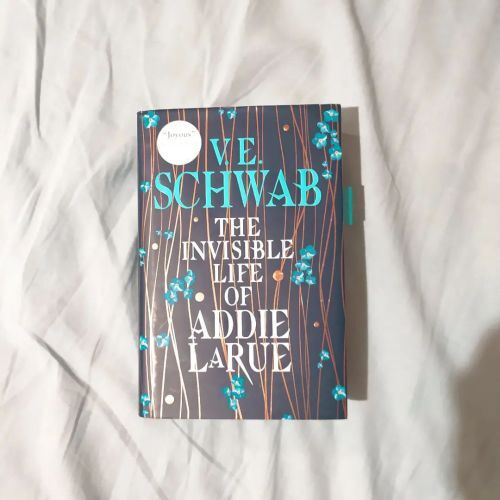 "Joyous"
V.E.
SCHWAB
THE
INVISIBLE
LIFE
OF
ADDIE
LARUE